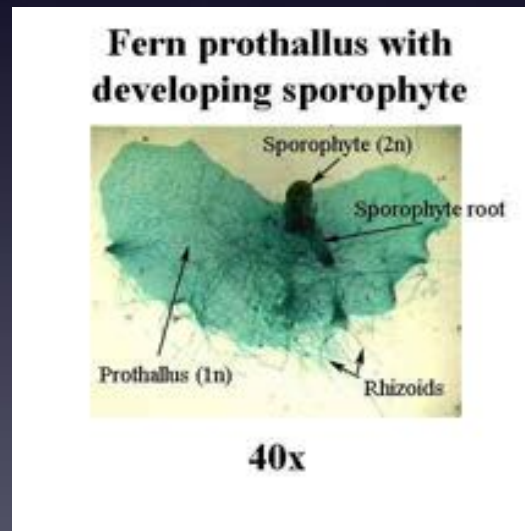 Fern prothallus with
developing sporophyte
Sporophyte (2n)
Sporophyte root
Prothallus (1n)
Rhizoids
40x